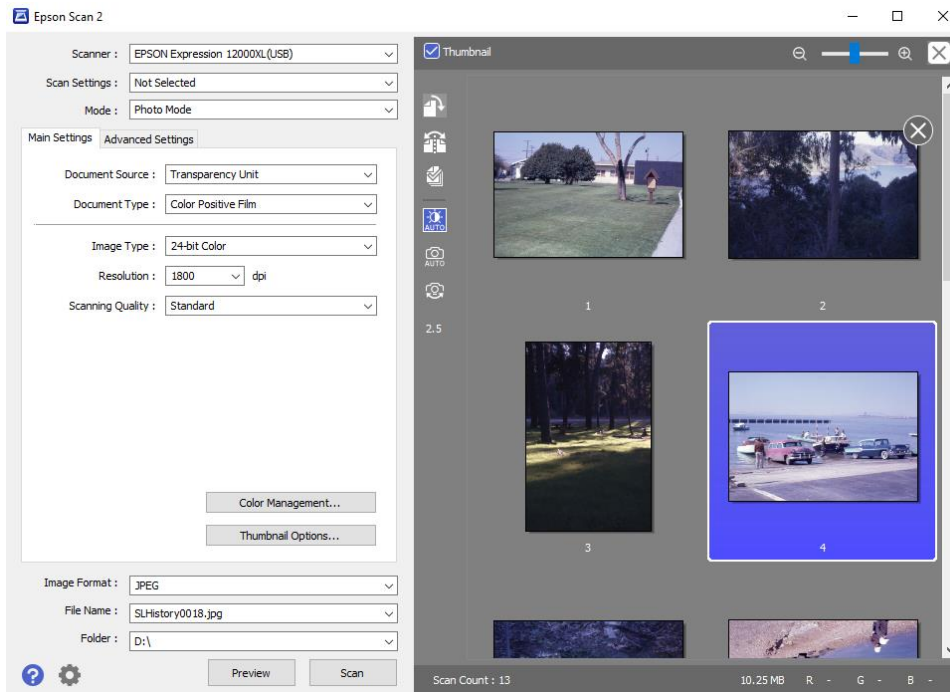 Epson Scan 2
Scanner : EPSON Expression 12000XL(USB)
Scan Settings : Not Selected
Mode : Photo Mode
Main Settings Advanced Settings
Document Source : Transparency Unit
Document Type : Color Positive Film
Image Type : 24-bit Color
Resolution : 1800 dpi
Scanning Quality : Standard
Color Management...
Thumbnail Options...
Image Format : JPEG
File Name : SLHistory0018.jpg
Folder : D:\
? Preview Scan
Thumbnail
AUTO
AUTO
2.5
1 2
3 4
Scan Count : 13 10.25 MB R - G - B -